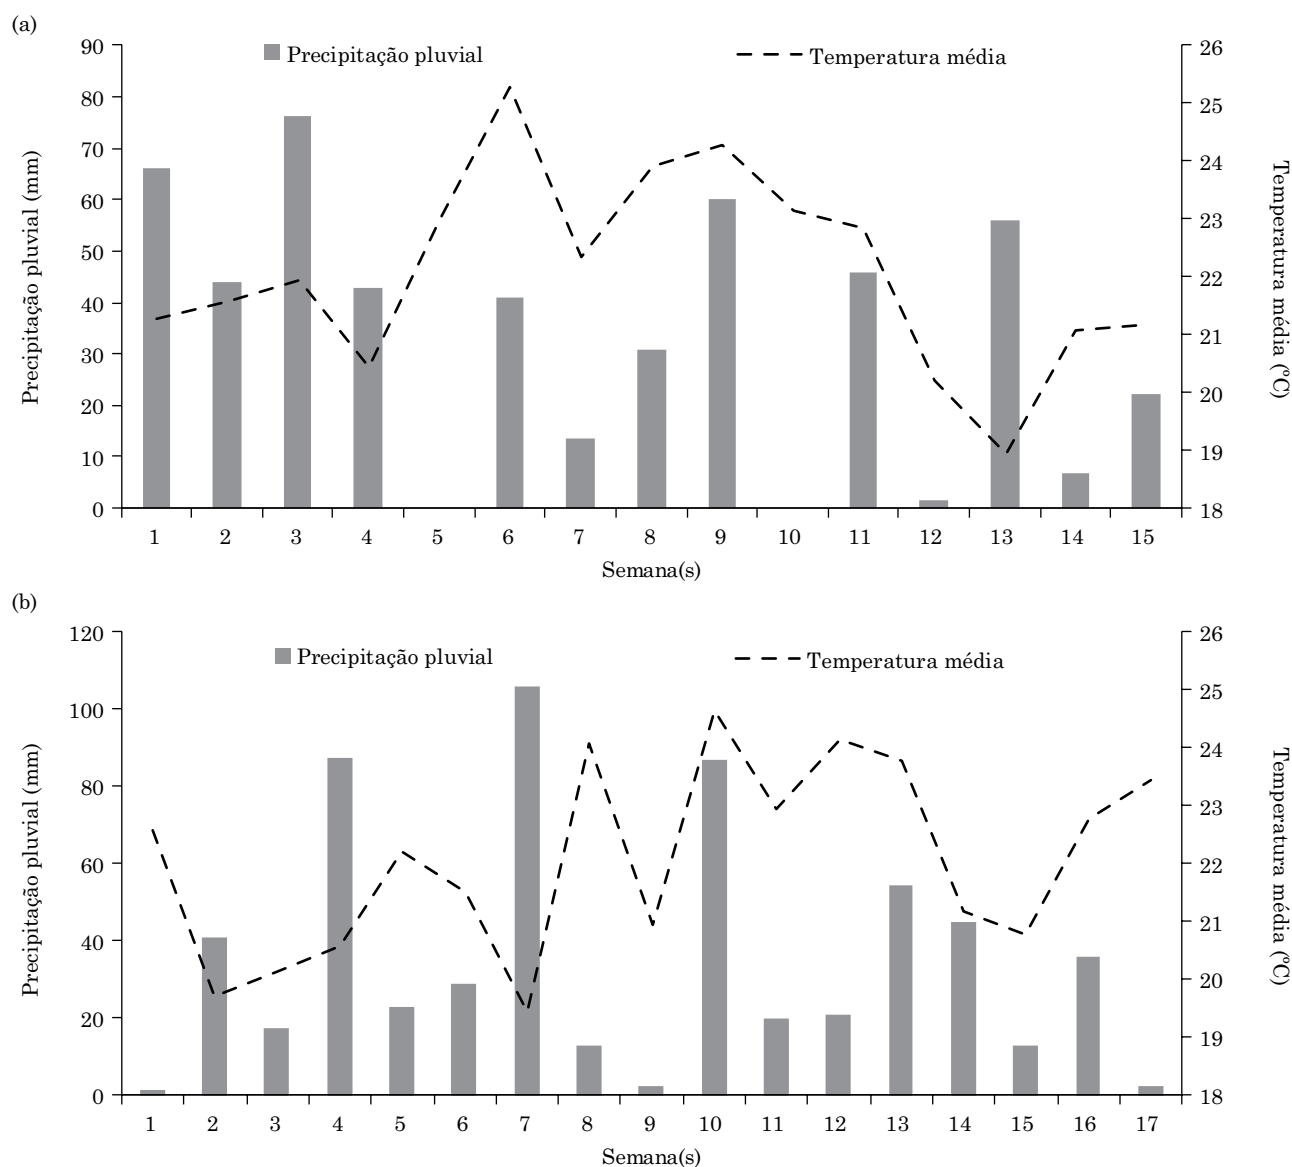 (a)
Precipitação pluvial
Temperatura média
Precipitação pluvial (mm)
90
80
70
60
50
40
30
20
10
0
26
25
24
23
22
21
20
19
18
Temperatura média (°C)
1 2 3 4 5 6 7 8 9 10 11 12 13 14 15
Semana(s)
(b)
Precipitação pluvial
Temperatura média
Precipitação pluvial (mm)
120
100
80
60
40
20
0
26
25
24
23
22
21
20
19
18
Temperatura média (°C)
1 2 3 4 5 6 7 8 9 10 11 12 13 14 15 16 17
Semana(s)